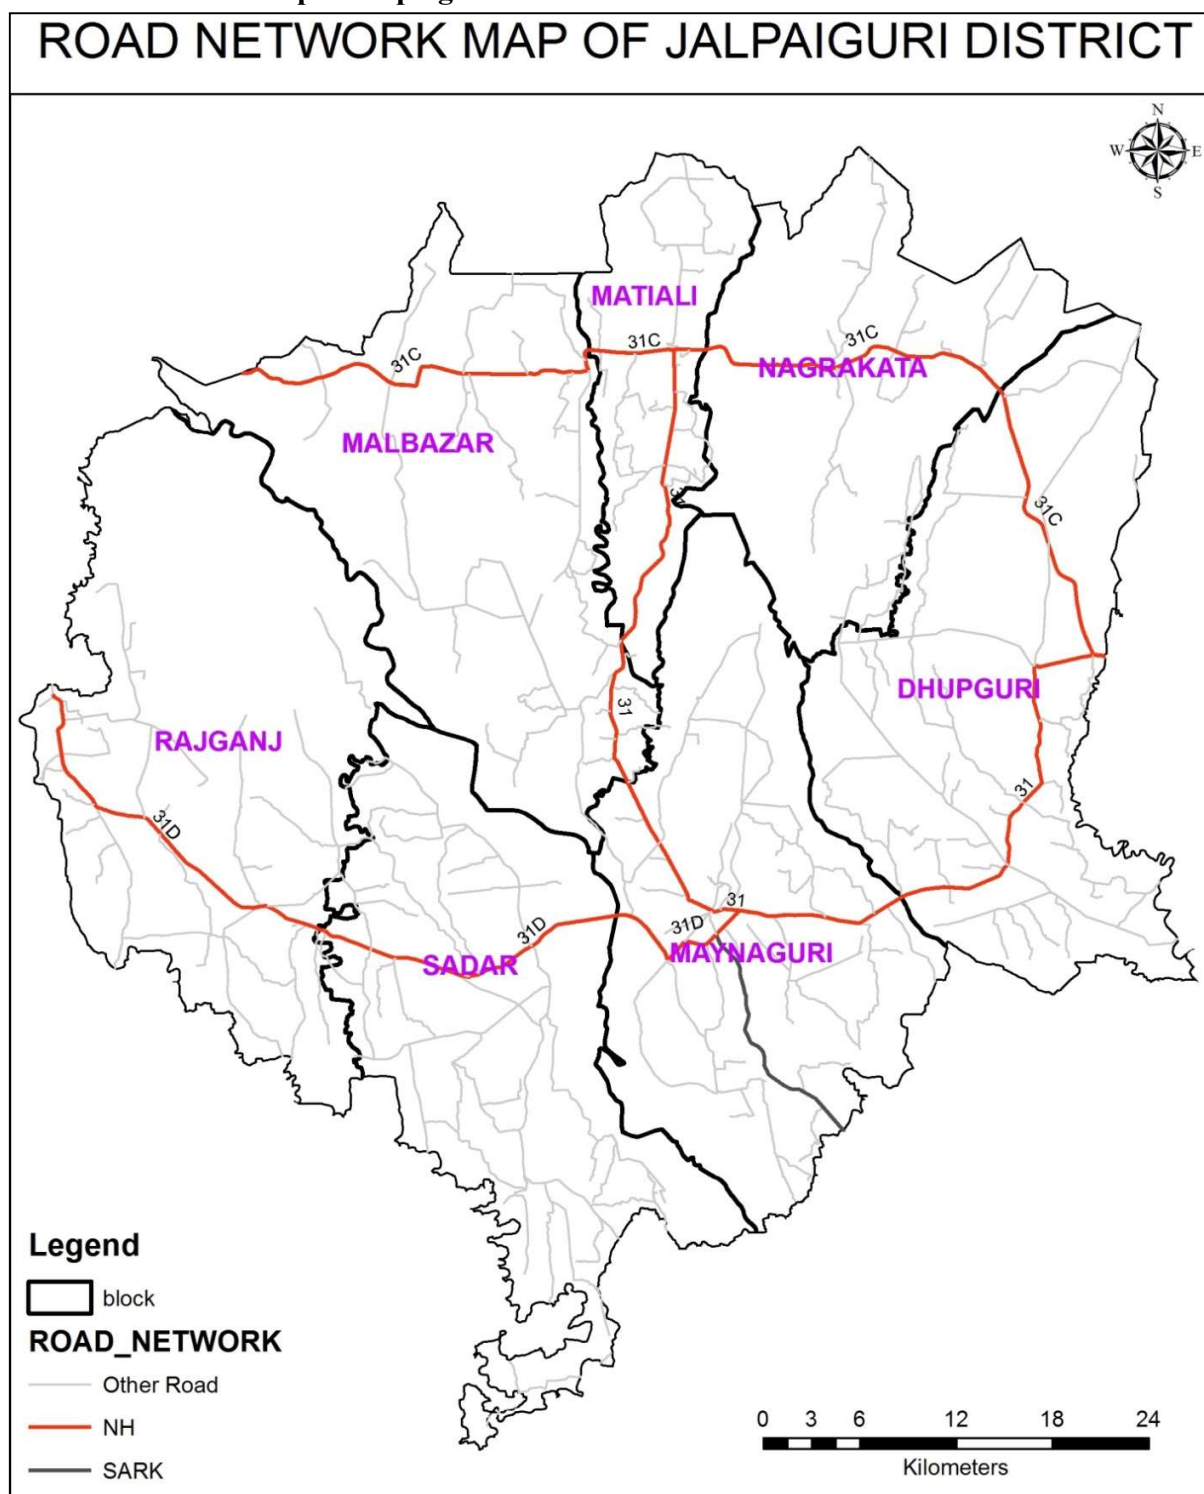 ROAD NETWORK MAP OF JALPAIGURI DISTRICT
N
W E
S
MATIALI
31C
31C
31C
NAGRAKATA
MALBAZAR
31C
DHUPGURI
31
RAJGANJ
31
31D
31
31D
31D
MAYNAGURI
SADAR
Legend
block
ROAD_NETWORK
Other Road
NH
SARK
0 3 6 12 18 24
Kilometers